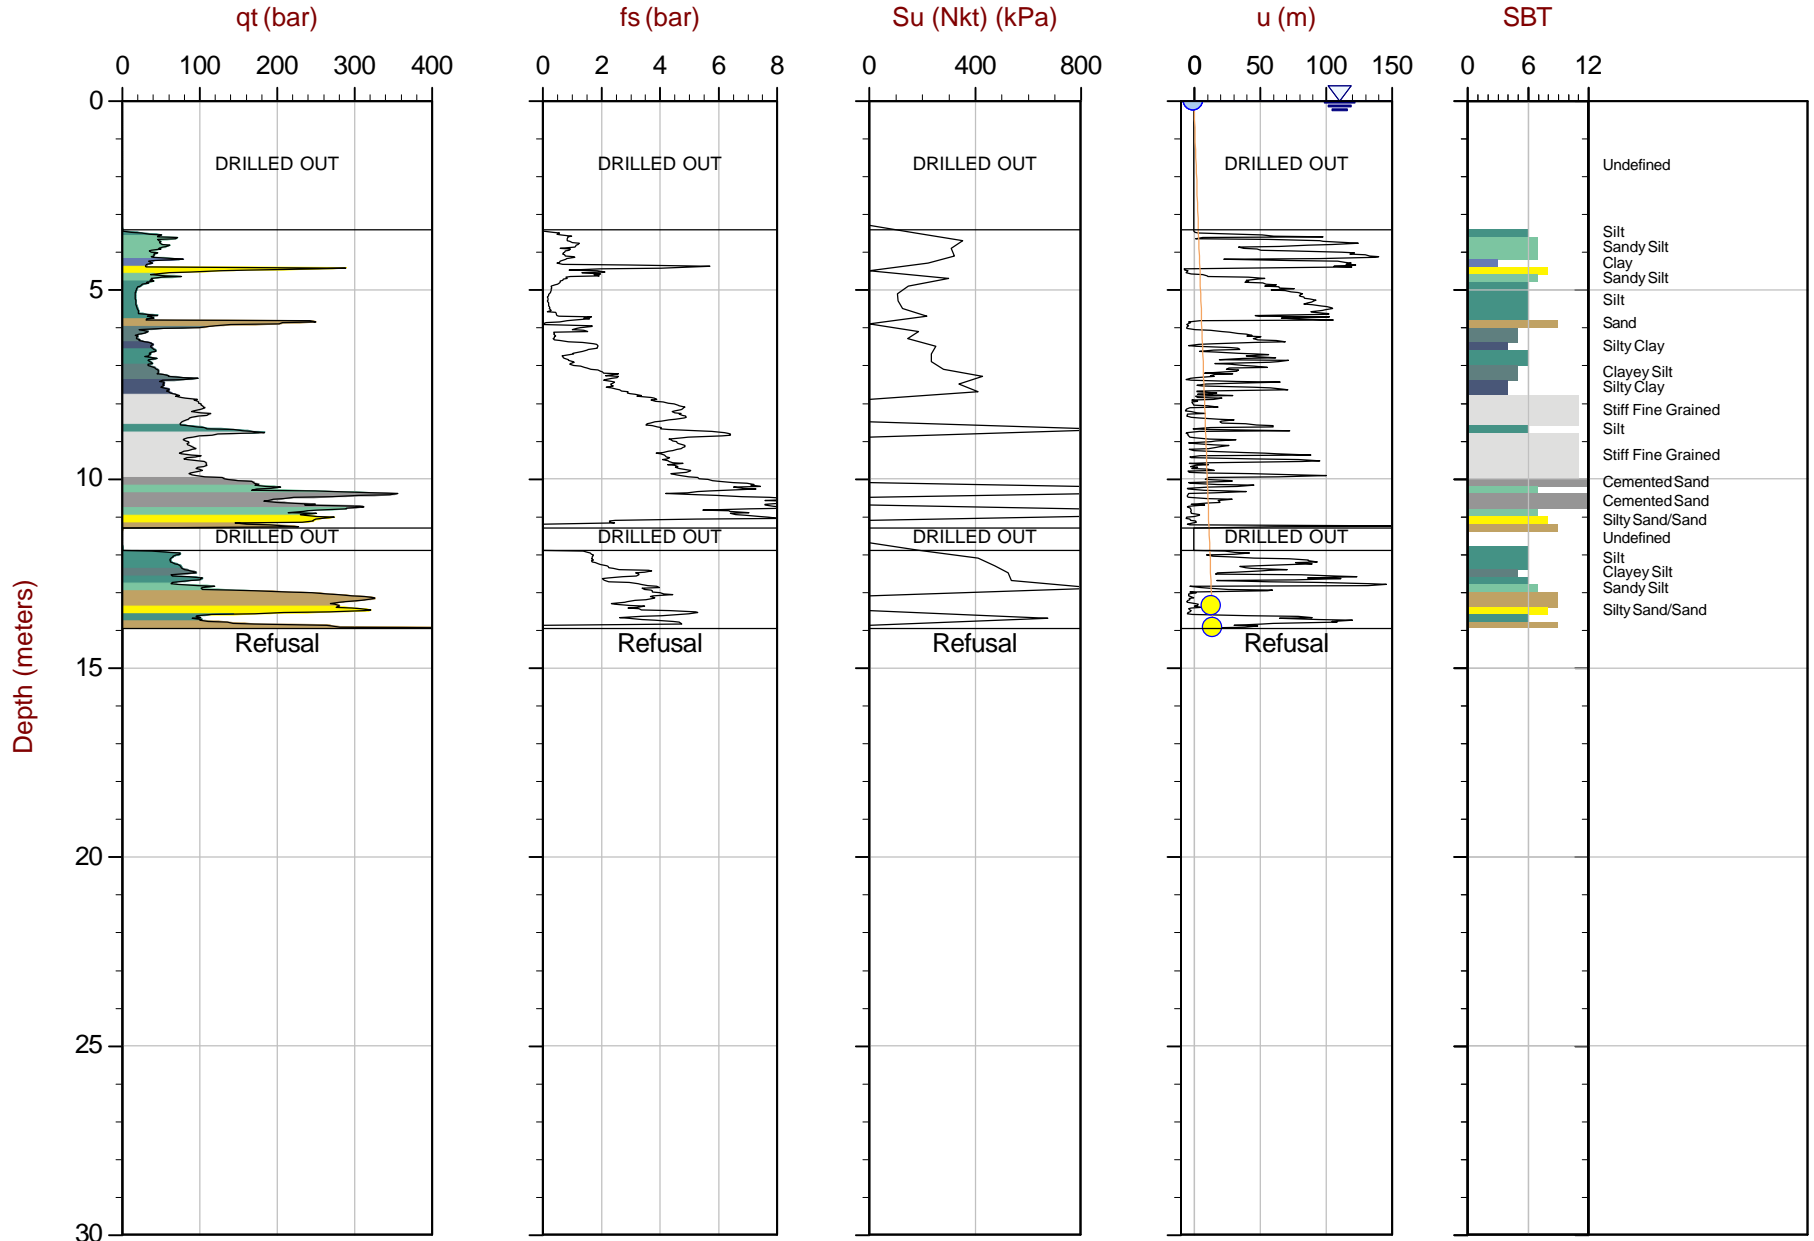 qt (bar) fs (bar) Su (Nkt) (kPa) u (m) SBT
0 100 200 300 400 0 2 4 6 8 0 400 800 0 50 100 150 0 6 12
0
DRILLED OUT DRILLED OUT DRILLED OUT DRILLED OUT Undefined
Silt
Sandy Silt
Clay
Sandy Silt
5
Silt
Sand
Silty Clay
Clayey Silt
Silty Clay
Stiff Fine Grained
Silt
Stiff Fine Grained
10
Cemented Sand
Cemented Sand
Silty Sand/Sand
DRILLED OUT DRILLED OUT DRILLED OUT DRILLED OUT Undefined
Silt
Clayey Silt
Sandy Silt
Silty Sand/Sand
Refusal Refusal Refusal Refusal
15
Depth (meters)
20
25
30